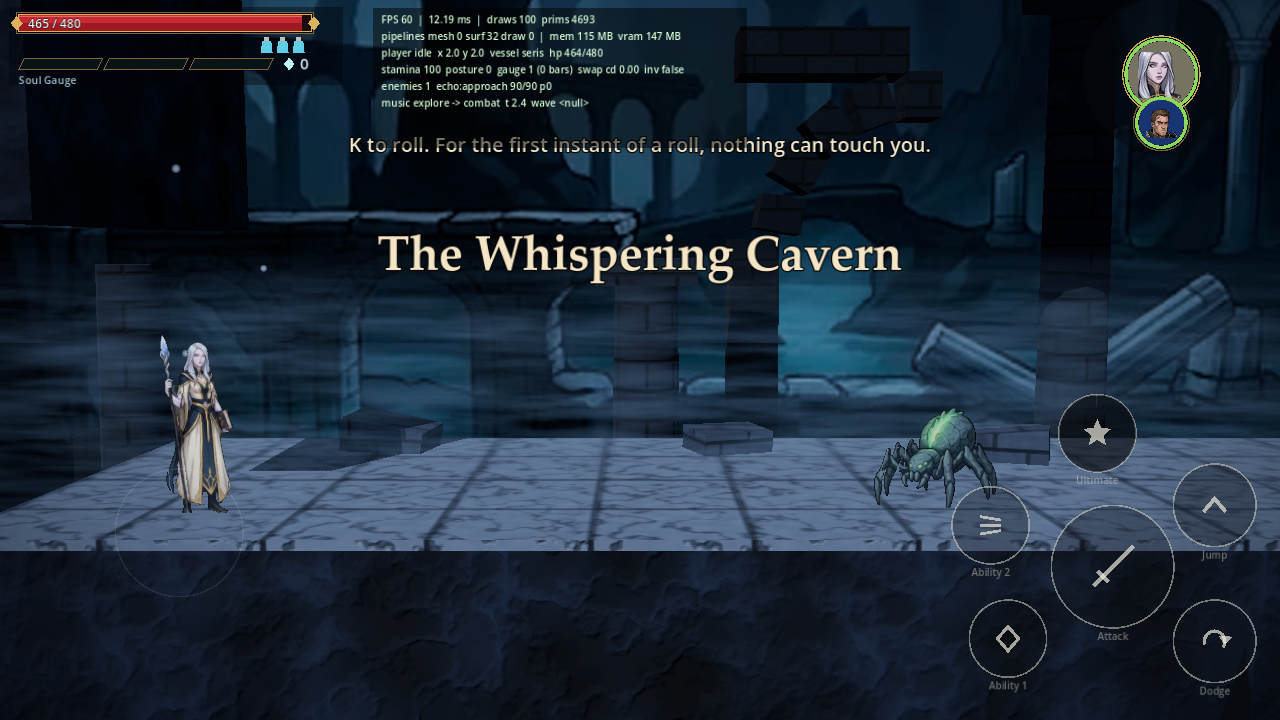 465 / 480
0
Soul Gauge
FPS 60 | 12.19 ms | draws 100 prims 4693
pipelines mesh 0 surf 32 draw 0 | mem 115 MB vram 147 MB
player idle x 2.0 y 2.0 vessel seris hp 464/480
stamina 100 posture 0 gauge 1 (0 bars) swap cd 0.00 inv false
enemies 1 echo:approach 90/90 p0
music explore -> combat t 2.4 wave <null>
K to roll. For the first instant of a roll, nothing can touch you.
The Whispering Cavern
Ultimate
Jump
Ability 2
Attack
Ability 1
Dodge